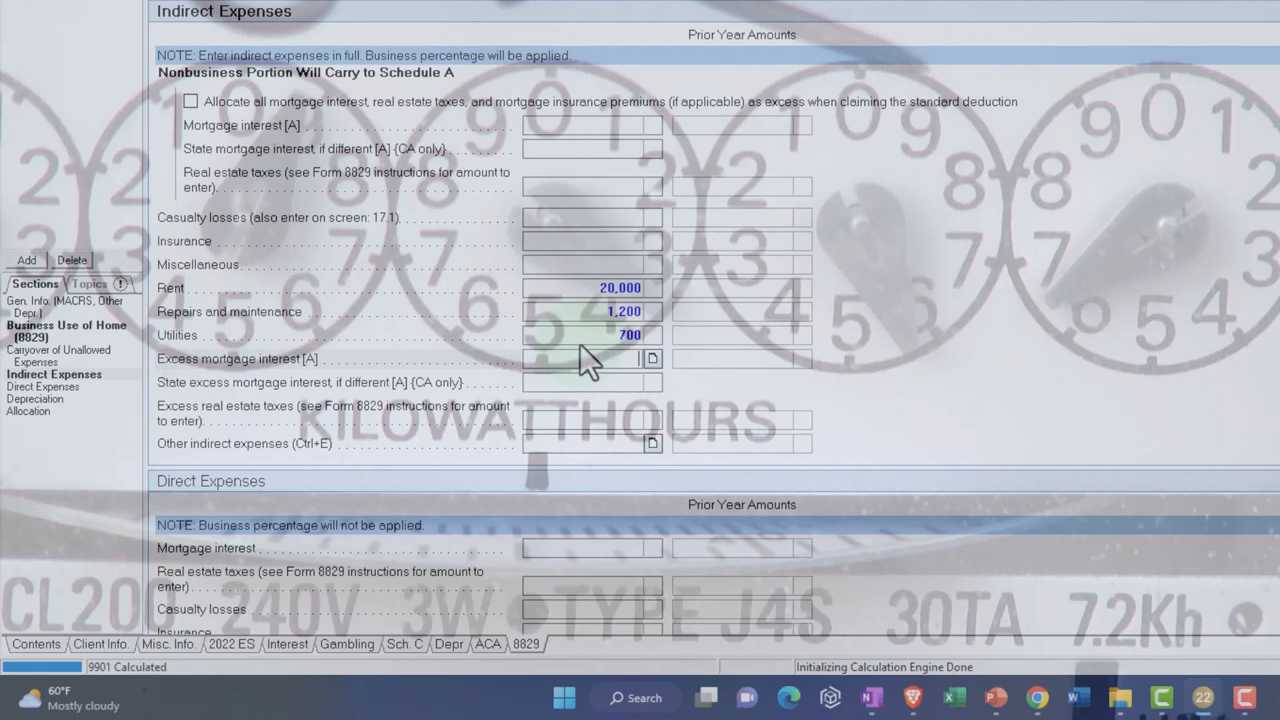 Indirect Expenses
Prior Year Amounts
NOTE: Enter indirect expenses in full. Business percentage will be applied.
Nonbusiness Portion Will Carry to Schedule A
Allocate all mortgage interest, real estate taxes, and mortgage insurance premiums (if applicable) as excess when claiming the standard deduction
Mortgage interest [A]
State mortgage interest, if different [A] {CA only}
Real estate taxes (see Form 8829 instructions for amount to
enter)
Casualty losses (also enter on screen: 17.1)
Insurance
Miscellaneous
Rent 20,000
Repairs and maintenance 1,200
Utilities 700
Excess mortgage interest [A]
State excess mortgage interest, if different [A] {CA only}
Excess real estate taxes (see Form 8829 instructions for amount
to enter)
Other indirect expenses (Ctrl+E)
Direct Expenses
Prior Year Amounts
NOTE: Business percentage will not be applied.
Mortgage interest
Real estate taxes (see Form 8829 instructions for amount to
enter)
Casualty losses
Insurance
Add Delete
Sections Topics
Gen. Info. (MACRS, Other
Depr.)
Business Use of Home
(8829)
Carryover of Unallowed
Expenses
Indirect Expenses
Direct Expenses
Depreciation
Allocation
KILOWATTHOURS
CL200 240V 3W TYPE J4S 30TA 7.2Kh
Contents Client Info. Misc. Info. 2022 ES Interest Gambling Sch. C Depr ACA 8829
9901 Calculated
Initializing Calculation Engine Done
60°F
Mostly cloudy
Search
22